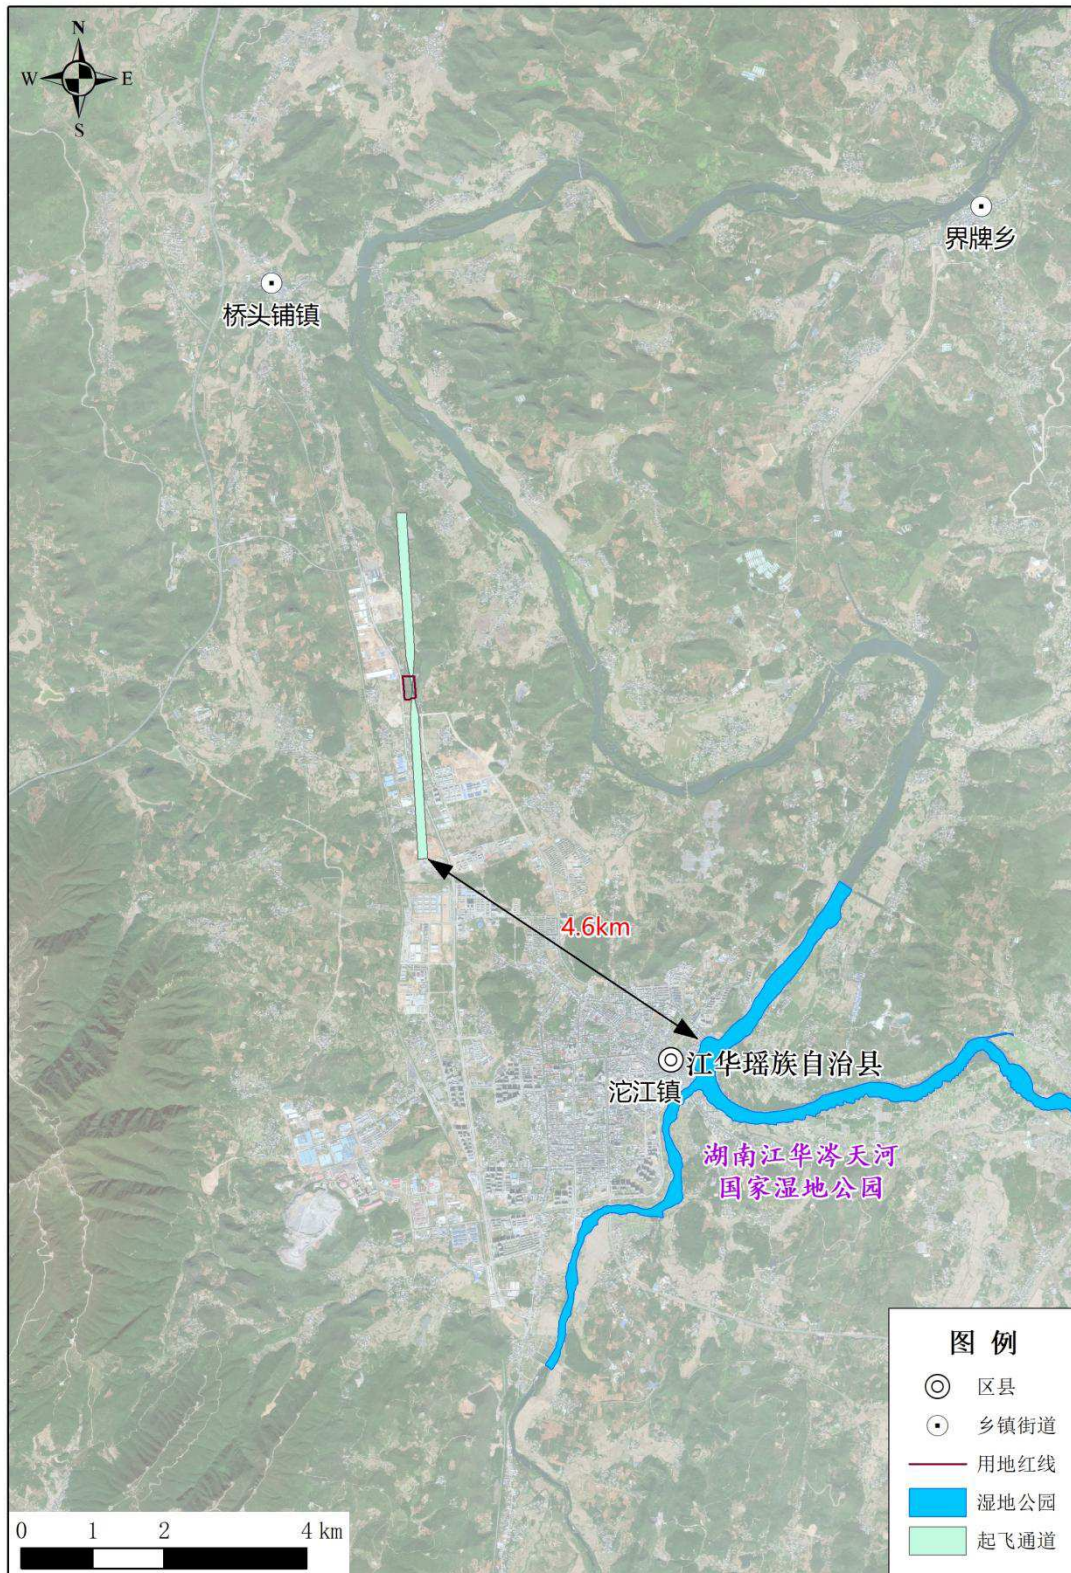 N
W E
S
界牌乡
桥头铺镇
4.6km
江华瑶族自治县
沱江镇
湖南江华涔天河
国家湿地公园
图 例
区县
乡镇街道
用地红线
湿地公园
起飞通道
0 1 2 4 km